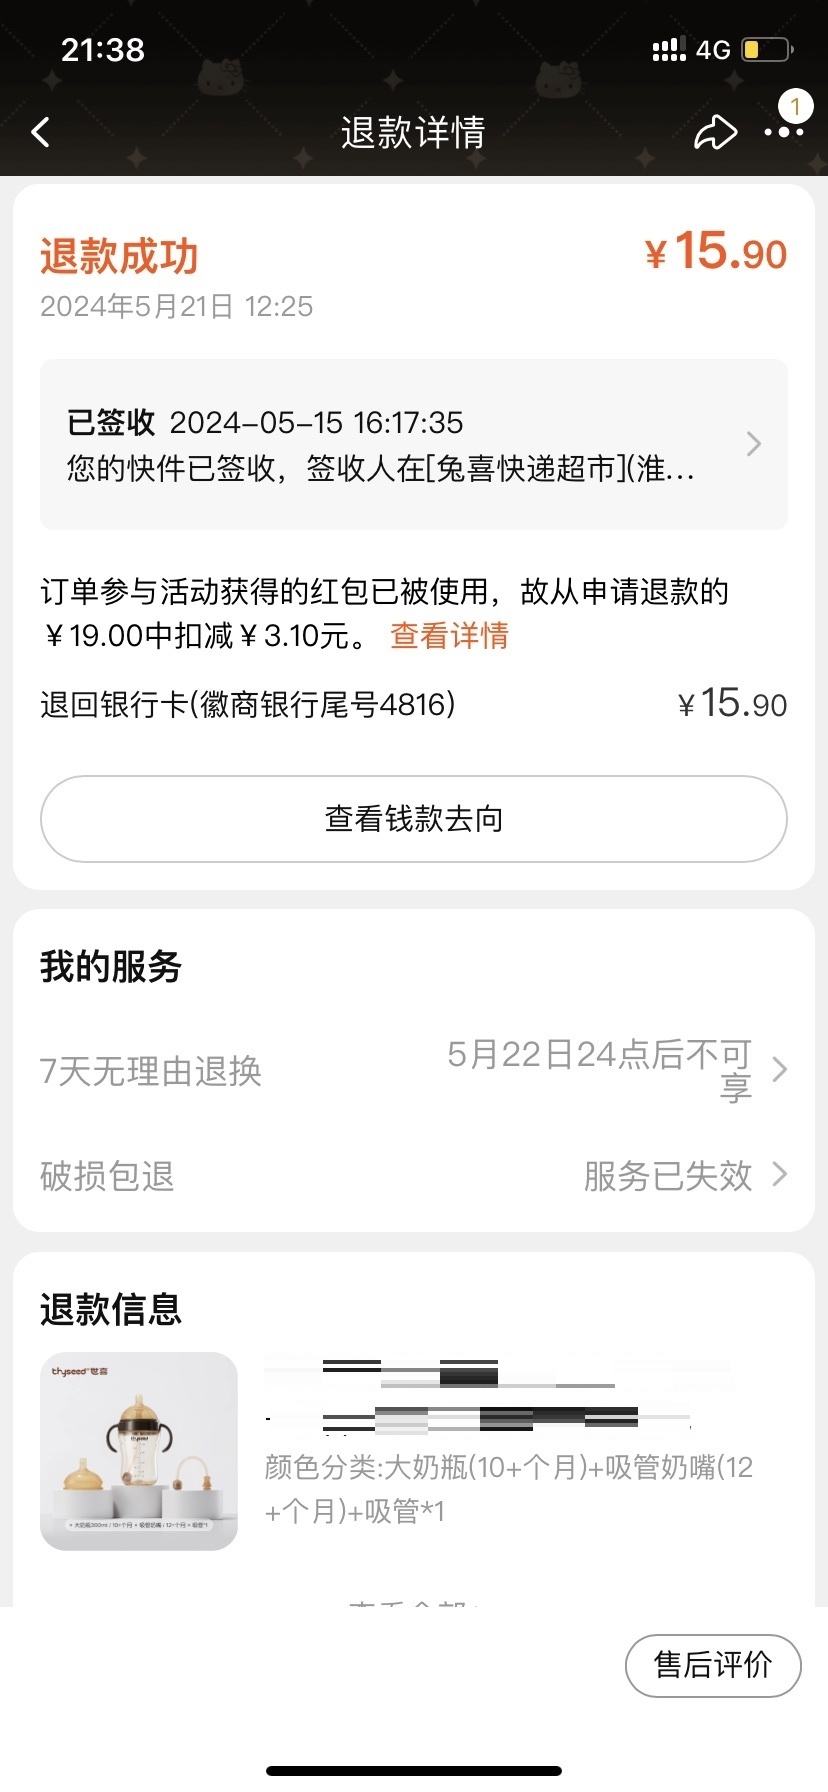 21:38
4G
退款详情
1
退款成功
¥15.90
2024年5月21日 12:25
已签收 2024-05-15 16:17:35
您的快件已签收，签收人在[兔喜快递超市](淮...
订单参与活动获得的红包已被使用，故从申请退款的
¥19.00中扣减¥3.10元。 查看详情
退回银行卡(徽商银行尾号4816)
¥15.90
查看钱款去向
我的服务
7天无理由退换
5月22日24点后不可
享
破损包退
服务已失效
退款信息
thyseed 世喜
颜色分类:大奶瓶(10+个月)+吸管奶嘴(12
+个月)+吸管*1
售后评价